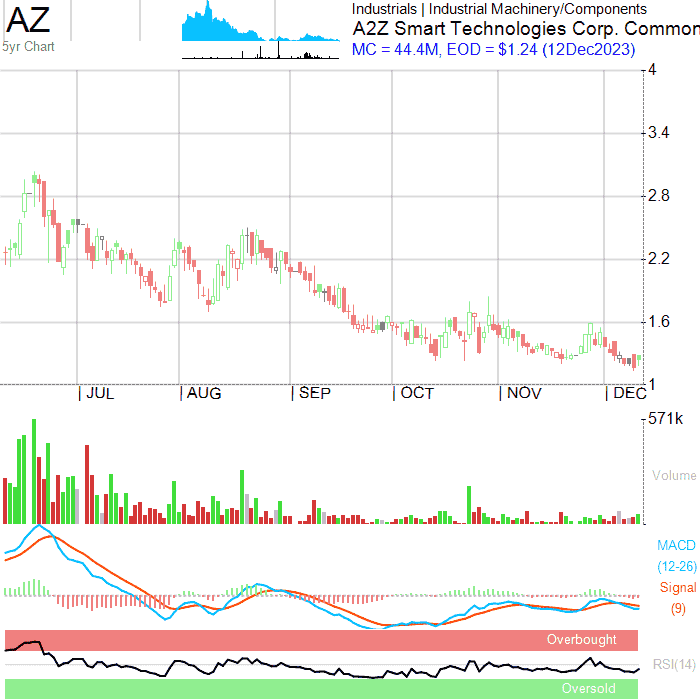 AZ
5yr Chart
Industrials | Industrial Machinery/Components
A2Z Smart Technologies Corp. Common
MC = 44.4M, EOD = $1.24 (12Dec2023)
4
3.4
2.8
2.2
1.6
1
| JUL | AUG | SEP | OCT | NOV | DEC
571k
Volume
MACD
(12-26)
Signal
(9)
Overbought
RSI(14)
Oversold